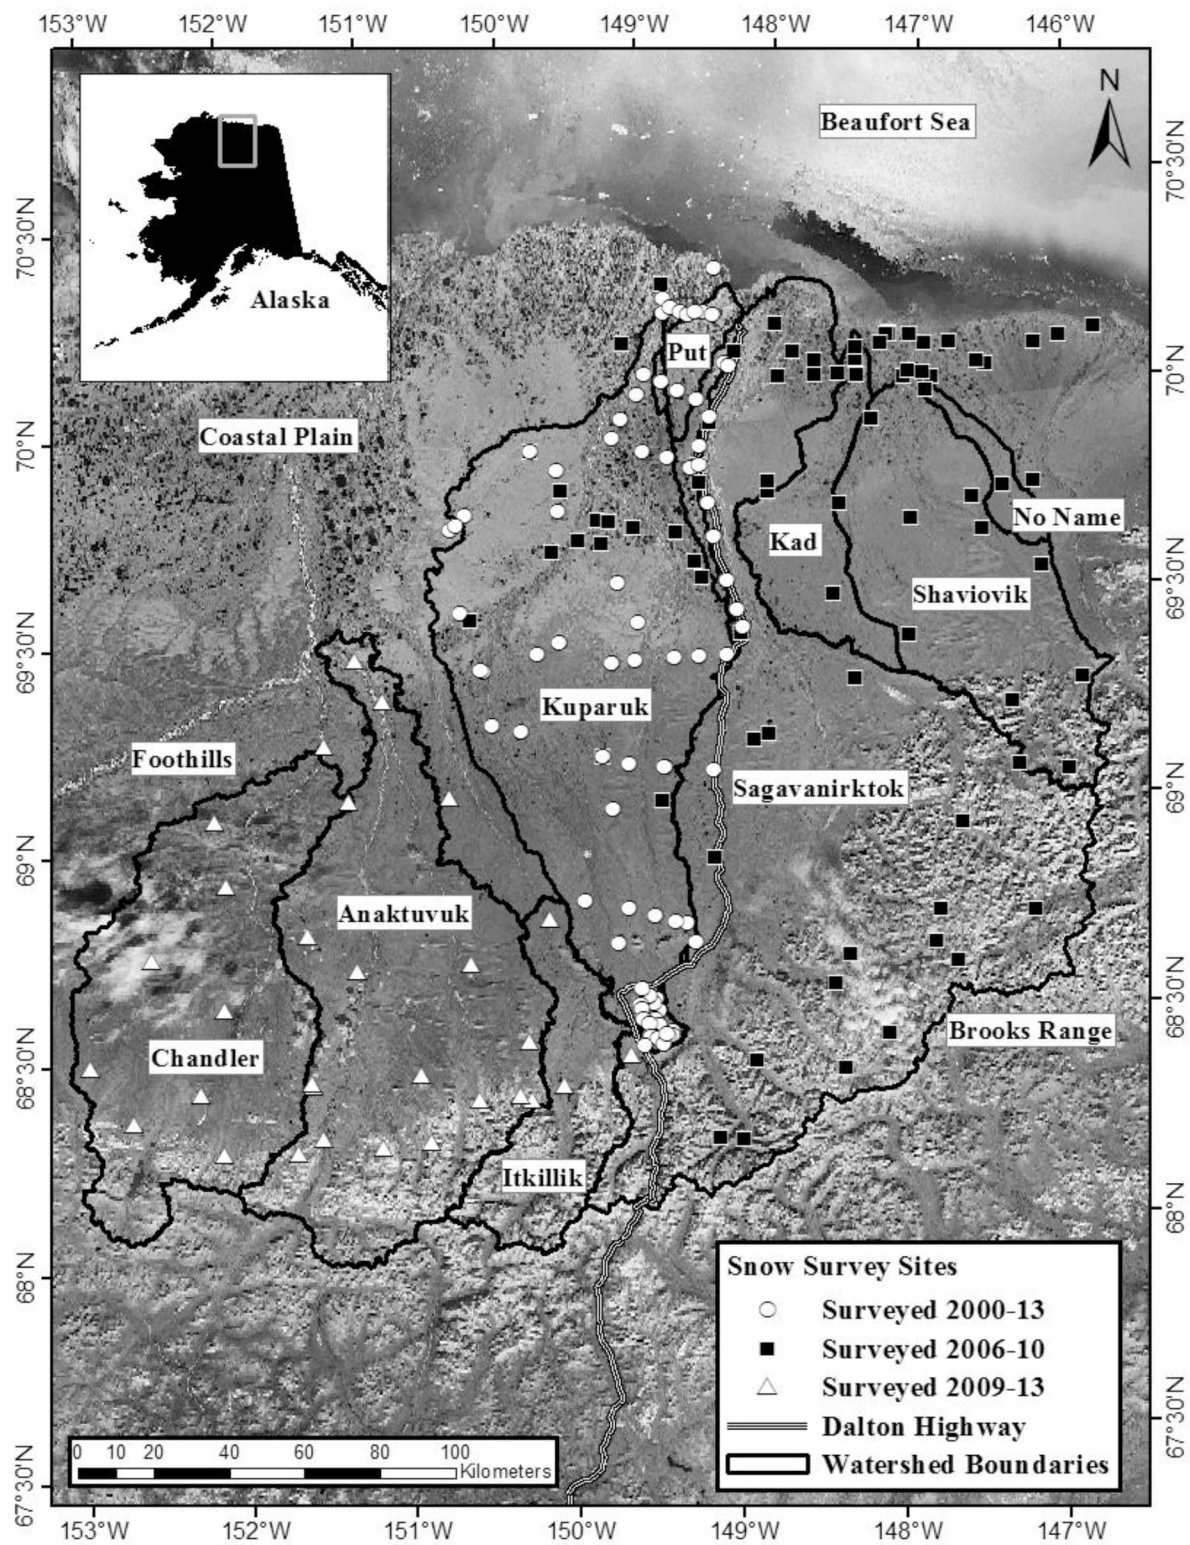 153°W 152°W 151°W 150°W 149°W 148°W 147°W 146°W
N
Beaufort Sea
70°30'N
70°30'N
Alaska
Put
70°N
Coastal Plain
70°N
No Name
Kad
Shaviovik
69°30'N
69°30'N
Kuparuk
Foothills
Sagavanirktok
69°N
69°N
Anaktuvuk
68°30'N
Brooks Range
Chandler
68°30'N
Itkillik
68°N
68°N
Snow Survey Sites
Surveyed 2000-13
Surveyed 2006-10
Surveyed 2009-13
Dalton Highway
Watershed Boundaries
67°30'N
0 10 20 40 60 80 100
Kilometers
67°30'N
153°W 152°W 151°W 150°W 149°W 148°W 147°W